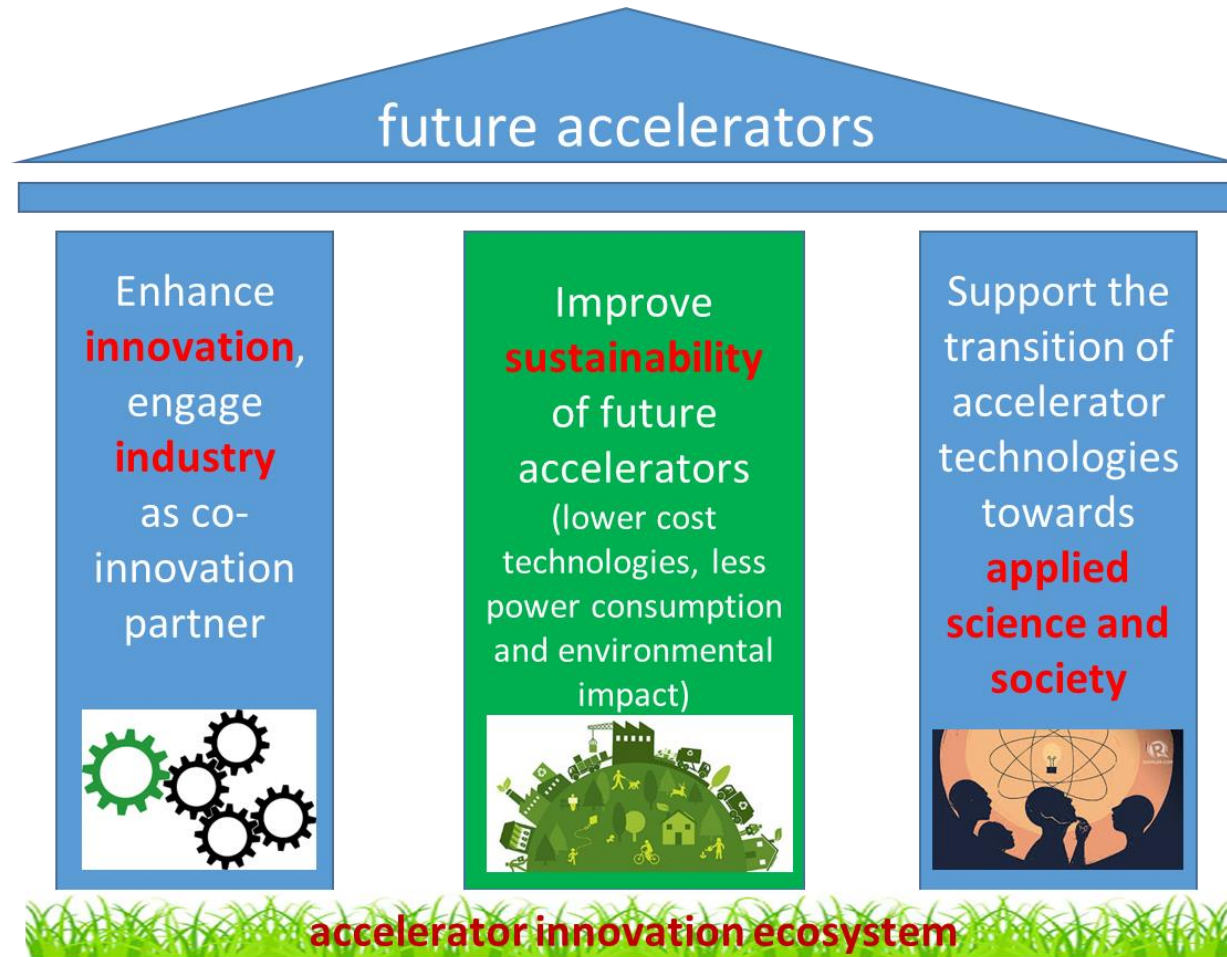 future accelerators
Enhance
innovation,
engage
industry
as co-
innovation
partner
Improve
sustainability
of future
accelerators
(lower cost
technologies, less
power consumption
and environmental
impact)
Support the
transition of
accelerator
technologies
towards
applied
science and
society
accelerator innovation ecosystem